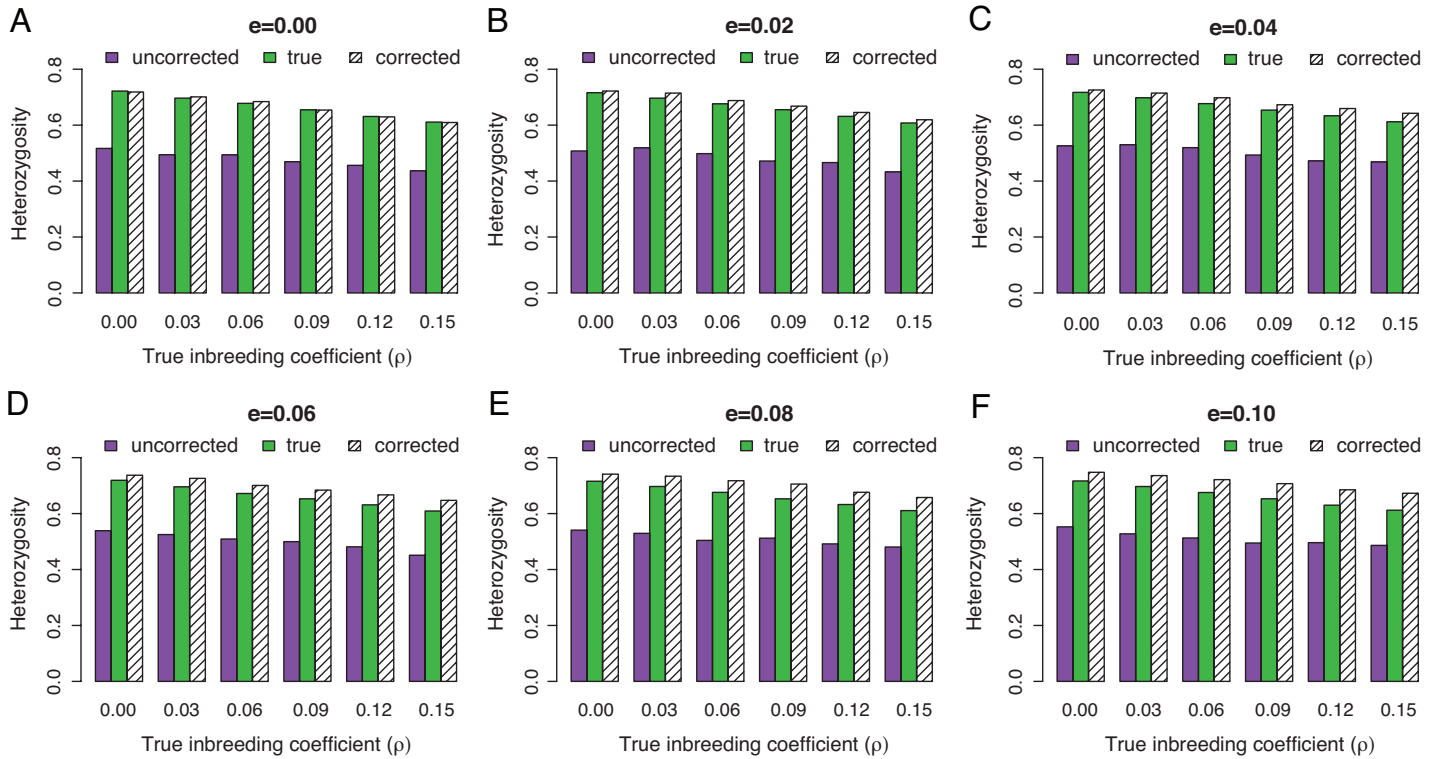 A
e=0.00
uncorrected true corrected
Heterozygosity
0.8
0.6
0.4
0.2
0.0
0.00 0.03 0.06 0.09 0.12 0.15
True inbreeding coefficient (ρ)
B
e=0.02
uncorrected true corrected
Heterozygosity
0.8
0.6
0.4
0.2
0.0
0.00 0.03 0.06 0.09 0.12 0.15
True inbreeding coefficient (ρ)
C
e=0.04
uncorrected true corrected
Heterozygosity
0.8
0.6
0.4
0.2
0.0
0.00 0.03 0.06 0.09 0.12 0.15
True inbreeding coefficient (ρ)
D
e=0.06
uncorrected true corrected
Heterozygosity
0.8
0.6
0.4
0.2
0.0
0.00 0.03 0.06 0.09 0.12 0.15
True inbreeding coefficient (ρ)
E
e=0.08
uncorrected true corrected
Heterozygosity
0.8
0.6
0.4
0.2
0.0
0.00 0.03 0.06 0.09 0.12 0.15
True inbreeding coefficient (ρ)
F
e=0.10
uncorrected true corrected
Heterozygosity
0.8
0.6
0.4
0.2
0.0
0.00 0.03 0.06 0.09 0.12 0.15
True inbreeding coefficient (ρ)